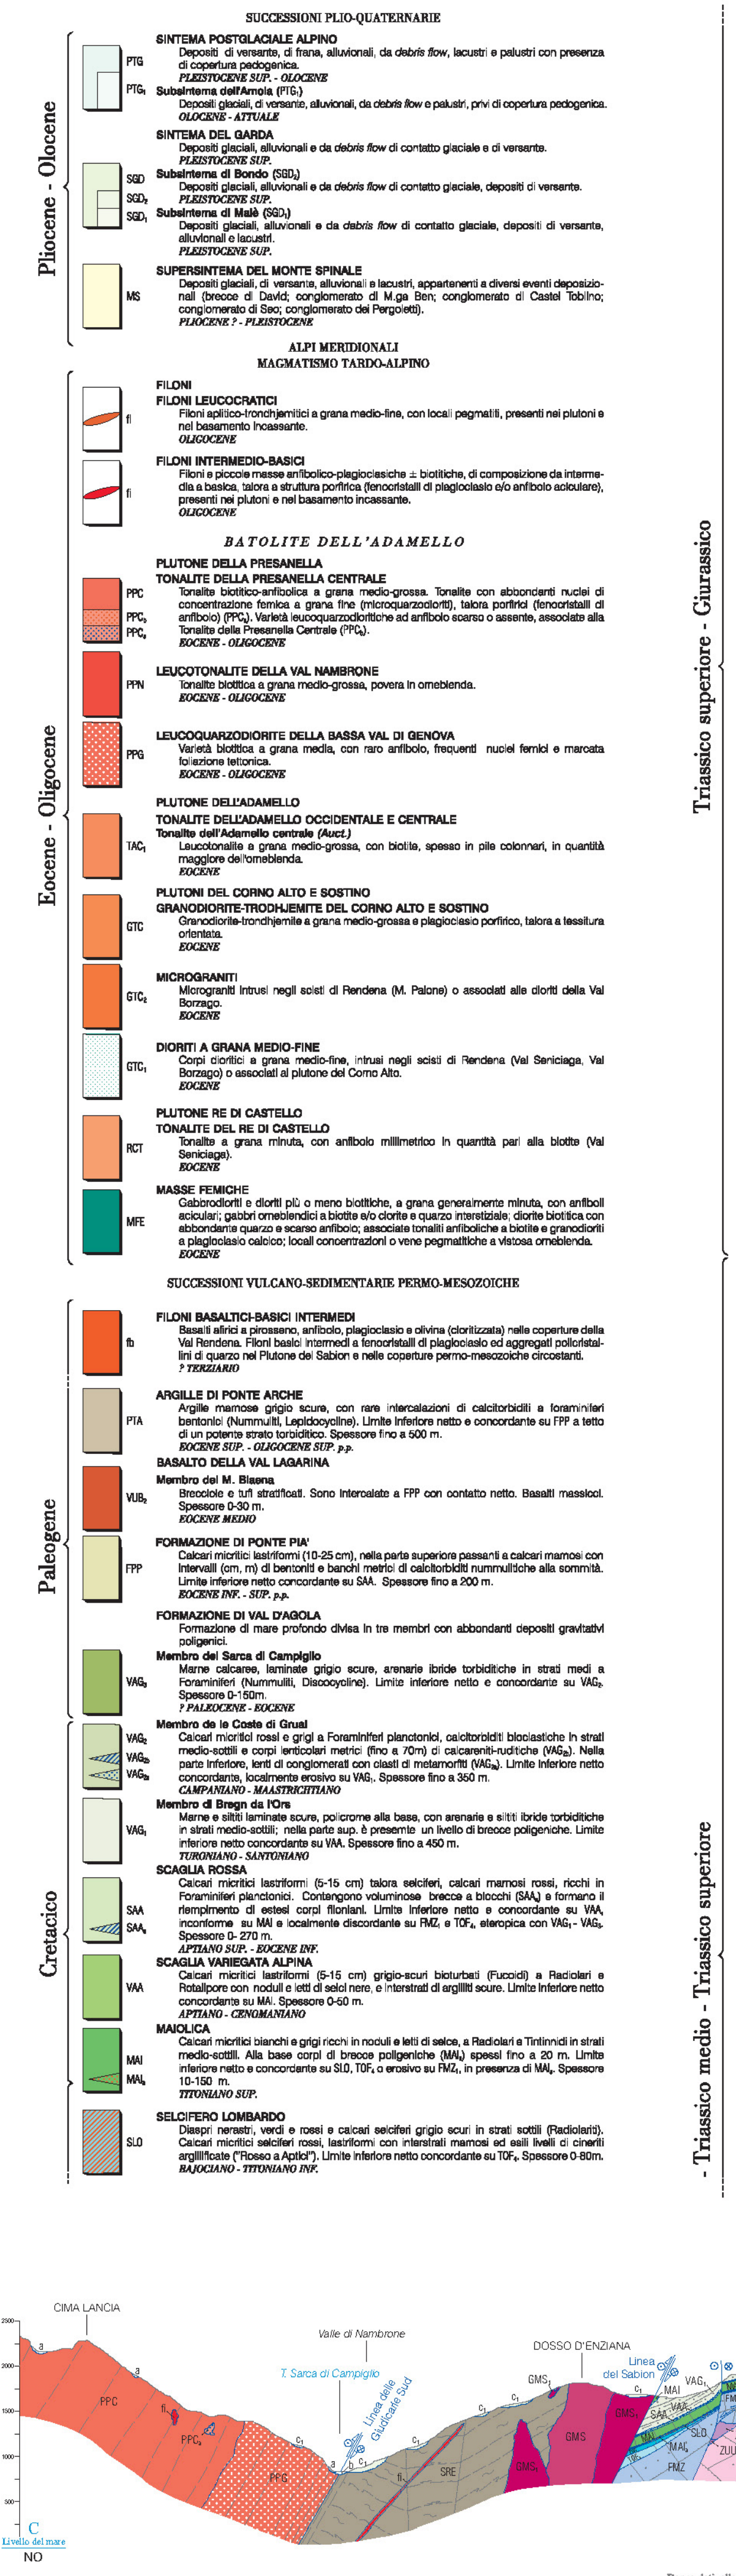 SUCCESSIONI PLIO-QUATERNARIE
Pliocene - Olocene
PTG
PTG₁
SINTEMA POSTGLACIALE ALPINO
Depositi di versante, di frana, alluvionali, da debris flow, lacustri e palustri con presenza
di copertura pedogenica.
PLEISTOCENE SUP. - OLOCENE
Subsintema dell'Amola (PTG₁)
Depositi glaciali, di versante, alluvionali, da debris flow e palustri, privi di copertura pedogenica.
OLOCENE - ATTUALE
SINTEMA DEL GARDA
Depositi glaciali, alluvionali e da debris flow di contatto glaciale e di versante.
PLEISTOCENE SUP.
SGD
SGD₂
SGD₁
Subsintema di Bondo (SGD₂)
Depositi glaciali, alluvionali e da debris flow di contatto glaciale, depositi di versante.
PLEISTOCENE SUP.
Subsintema di Malè (SGD₁)
Depositi glaciali, alluvionali e da debris flow di contatto glaciale, depositi di versante,
alluvionali e lacustri.
PLEISTOCENE SUP.
MS
SUPERSINTEMA DEL MONTE SPINALE
Depositi glaciali, di versante, alluvionali e lacustri, appartenenti a diversi eventi deposizio-
nali (brecce di David; conglomerato di M.ga Ben; conglomerato di Castel Toblino;
conglomerato di Seo; conglomerato dei Pergoletti).
PLIOCENE ? - PLEISTOCENE
ALPI MERIDIONALI
MAGMATISMO TARDO-ALPINO
Eocene - Oligocene
FILONI
fl
FILONI LEUCOCRATICI
Filoni aplitico-trondhjemitici a grana medio-fine, con locali pegmatiti, presenti nei plutoni e
nel basamento incassante.
OLIGOCENE
fi
FILONI INTERMEDIO-BASICI
Filoni e piccole masse anfibolico-plagioclasiche ± biotitiche, di composizione da interme-
dia a basica, talora a struttura porfirica (fenocristalli di plagioclasio e/o anfibolo aciculare),
presenti nei plutoni e nel basamento incassante.
OLIGOCENE
BATOLITE DELL'ADAMELLO
PLUTONE DELLA PRESANELLA
PPC
TONALITE DELLA PRESANELLA CENTRALE
Tonalite biotitico-anfibolica a grana medio-grossa. Tonalite con abbondanti nuclei di
concentrazione femica a grana fine (microquarzodioriti), talora porfirici (fenocristalli di
anfibolo). Varietà leucoquarzodioritiche ad anfibolo scarso o assente, associate alla
Tonalite della Presanella Centrale
EOCENE - OLIGOCENE
PPN
LEUCOTONALITE DELLA VAL NAMBRONE
Tonalite biotitica a grana medio-grossa, povera in orneblenda.
EOCENE - OLIGOCENE
PPG
LEUCOQUARZODIORITE DELLA BASSA VAL DI GENOVA
Varietà biotitica a grana media, con raro anfibolo, frequenti nuclei femici e marcata
foliazione tettonica.
EOCENE - OLIGOCENE
PLUTONE DELL'ADAMELLO
TAC₁
TONALITE DELL'ADAMELLO OCCIDENTALE E CENTRALE
Tonalite dell'Adamello centrale (Auct.)
Leucotonalite a grana medio-grossa, con biotite, spesso in pile colonnari, in quantità
maggiore dell'orneblenda.
EOCENE
PLUTONI DEL CORNO ALTO E SOSTINO
GTC
GRANODIORITE-TRODHJEMITE DEL CORNO ALTO E SOSTINO
Granodiorite-trondhjemite a grana medio-grossa e plagioclasio porfirico, talora a tessitura
orientata.
EOCENE
GTC₂
MICROGRANITI
Micrograniti intrusi negli scisti di Rendena (M. Palone) o associati alle dioriti della Val
Borzago.
EOCENE
GTC₁
DIORITI A GRANA MEDIO-FINE
Corpi dioritici a grana medio-fine, intrusi negli scisti di Rendena (Val Seniciaga, Val
Borzago) o associati al plutone del Corno Alto.
EOCENE
PLUTONE RE DI CASTELLO
RCT
TONALITE DEL RE DI CASTELLO
Tonalite a grana minuta, con anfibolo millimetrico in quantità pari alla biotite (Val
Seniciaga).
EOCENE
MFE
MASSE FEMICHE
Gabbrodioriti e dioriti più o meno biotitiche, a grana generalmente minuta, con anfiboli
aciculari; gabbri orneblendici a biotite e/o clorite e quarzo interstiziale; diorite biotitica con
abbondante quarzo e scarso anfibolo; associate tonaliti anfiboliche a biotite e granodioriti
a plagioclasio calcico; locali concentrazioni o vene pegmatitiche a vistosa orneblenda.
EOCENE
SUCCESSIONI VULCANO-SEDIMENTARIE PERMO-MESOZOICHE
Paleogene
fb
FILONI BASALTICI-BASICI INTERMEDI
Basalti afirici a pirosseno, anfibolo, plagioclasio e olivina (cloritizzata) nelle coperture della
Val Rendena. Filoni basici intermedi a fenocristalli di plagioclasio ed aggregati policristal-
lini di quarzo nel Plutone del Sabion e nelle coperture permo-mesozoiche circostanti.
? TERZIARIO
PTA
ARGILLE DI PONTE ARCHE
Argille marnose grigio scure, con rare intercalazioni di calcitorbiditi a foraminiferi
bentonici (Nummuliti, Lepidocycline). Limite inferiore netto e concordante su FPP a tetto
di un potente strato torbiditico. Spessore fino a 500 m.
EOCENE SUP. - OLIGOCENE SUP. p.p.
BASALTO DELLA VAL LAGARINA
VUB₂
Membro del M. Biaena
Brecciole e tufi stratificati. Sono intercalate a FPP con contatto netto. Basalti massicci.
Spessore 0-30 m.
EOCENE MEDIO
FPP
FORMAZIONE DI PONTE PIA'
Calcari micritici lastriformi (10-25 cm), nella parte superiore passanti a calcari marnosi con
intervalli (cm, m) di bentoniti e banchi metrici di calcitorbiditi nummulitiche alla sommità.
Limite inferiore netto concordante su SAA. Spessore fino a 200 m.
EOCENE INF. - SUP. p.p.
FORMAZIONE DI VAL D'AGOLA
Formazione di mare profondo divisa in tre membri con abbondanti depositi gravitativi
poligenici.
VAG₃
Membro del Sarca di Campiglio
Marne calcaree, laminate grigio scure, arenarie ibride torbiditiche in strati medi a
Foraminiferi (Nummuliti, Discocycline). Limite inferiore netto e concordante su VAG₂.
Spessore 0-150m.
? PALEOCENE - EOCENE
Cretacico
VAG₂
VAG₂b
VAG₂a
Membro de le Coste di Grual
Calcari micritici rossi e grigi a Foraminiferi planctonici, calcitorbiditi bioclastiche in strati
medio-sottili e corpi lenticolari metrici (fino a 70m) di calcareniti-ruditiche (VAG₂b). Nella
parte inferiore, lenti di conglomerati con clasti di metamorfiti (VAG₂a). Limite inferiore netto
concordante, localmente erosivo su VAG₁. Spessore fino a 350 m.
CAMPANIANO - MAASTRICHTIANO
VAG₁
Membro di Bregn da l'Ors
Marne e siltiti laminate scure, policrome alla base, con arenarie e siltiti ibride torbiditiche
in strati medio-sottili; nella parte sup. è presemte un livello di brecce poligeniche. Limite
inferiore netto concordante su VAA. Spessore fino a 450 m.
TURONIANO - SANTONIANO
SAA
SAAₐ
SCAGLIA ROSSA
Calcari micritici lastriformi (5-15 cm) talora selciferi, calcari marnosi rossi, ricchi in
Foraminiferi planctonici. Contengono voluminose brecce a blocchi (SAAₐ) e formano il
riempimento di estesi corpi filoniani. Limite inferiore netto e concordante su VAA,
inconforme su MAI e localmente discordante su FMZ₁ e TOF₄, eteropica con VAG₁ - VAG₃.
Spessore 0- 270 m.
APTIANO SUP. - EOCENE INF.
VAA
SCAGLIA VARIEGATA ALPINA
Calcari micritici lastriformi (5-15 cm) grigio-scuri bioturbati (Fucoidi) a Radiolari e
Rotalipore con noduli e letti di selci nere, e interstrati di argilliti scure. Limite inferiore netto
concordante su MAI. Spessore 0-50 m.
APTIANO - CENOMANIANO
MAI
MAIₐ
MAIOLICA
Calcari micritici bianchi e grigi ricchi in noduli e letti di selce, a Radiolari e Tintinnidi in strati
medio-sottili. Alla base corpi di brecce poligeniche (MAIₐ) spessi fino a 20 m. Limite
inferiore netto e concordante su SLO, TOF₄ o erosivo su FMZ₁, in presenza di MAIₐ. Spessore
10-150 m.
TITONIANO SUP.
SLO
SELCIFERO LOMBARDO
Diaspri nerastri, verdi e rossi e calcari selciferi grigio scuri in strati sottili (Radiolariti).
Calcari micritici selciferi rossi, lastriformi con interstrati marnosi ed esili livelli di cineriti
argillificate ("Rosso a Aptici"). Limite inferiore netto concordante su TOF₄. Spessore 0-80m.
BAJOCIANO - TITONIANO INF.
Triassico superiore - Giurassico
- Triassico medio - Triassico superiore
CIMA LANCIA
Valle di Nambrone
T. Sarca di Campiglio
Linea delle
Giudicarie Sud
DOSSO D'ENZIANA
Linea
del Sabion
2500
2000
1500
1000
500
a
a
PPC
fi
PPG
c₁
a
b
c₁
c₁
c₁
c₁
fi
SRE
GMS
c₁
MAI
VAG₁
SAA
VAA
SLO
FMZ
C
Livello del mare
NO